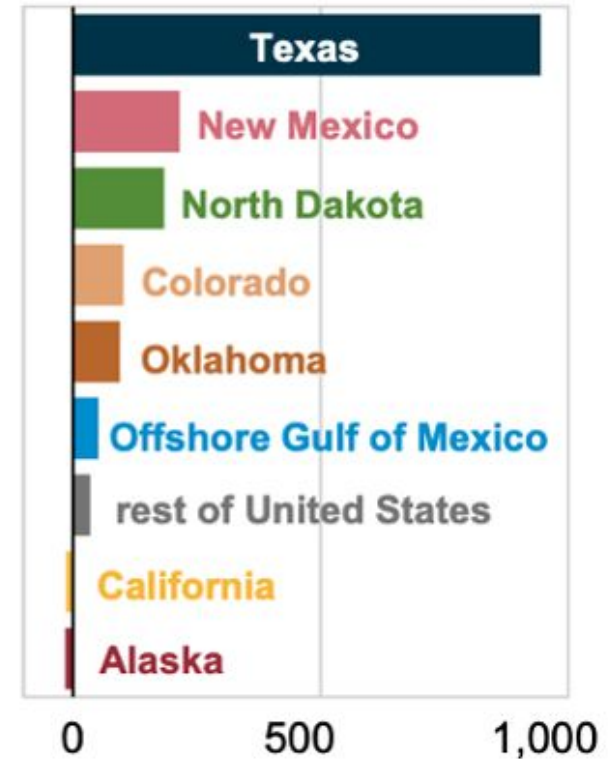 Texas
New Mexico
North Dakota
Colorado
Oklahoma
Offshore Gulf of Mexico
rest of United States
California
Alaska
0 500 1,000